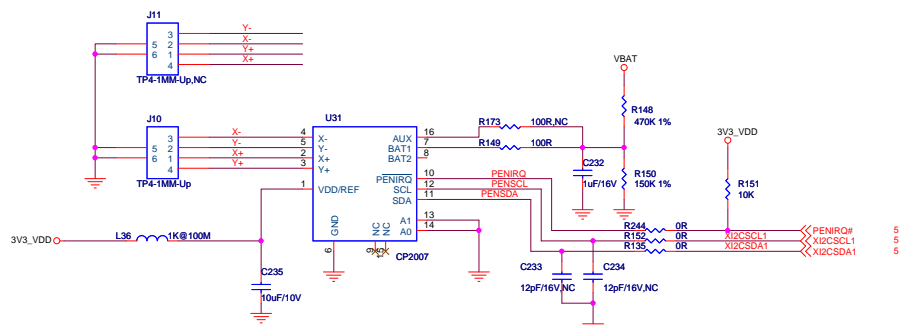 J11
Y-
X-
Y+
X+
3
2
1
4
5
6
TP4-1MM-Up,NC
J10
X-
Y-
X+
Y+
3
2
1
4
5
6
TP4-1MM-Up
U31
4
5
2
3
1
X-
Y-
X+
Y+
VDD/REF
GND
6
NC
NC
9
AUX
BAT1
BAT2
PENIRQ
SCL
SDA
A1
A0
16
7
8
10
12
11
13
14
CP2007
3V3_VDD
L36
1K@100M
C235
10uF/10V
R173
100R,NC
R149
100R
VBAT
R148
470K 1%
C232
1uF/16V
R150
150K 1%
3V3_VDD
R151
10K
PENIRQ
PENSCL
PENSDA
R244
0R
R152
0R
R135
0R
XI2CSCL1
XI2CSDA1
PENIRQ#
5
XI2CSCL1
5
XI2CSDA1
5
C233
12pF/16V,NC
C234
12pF/16V,NC